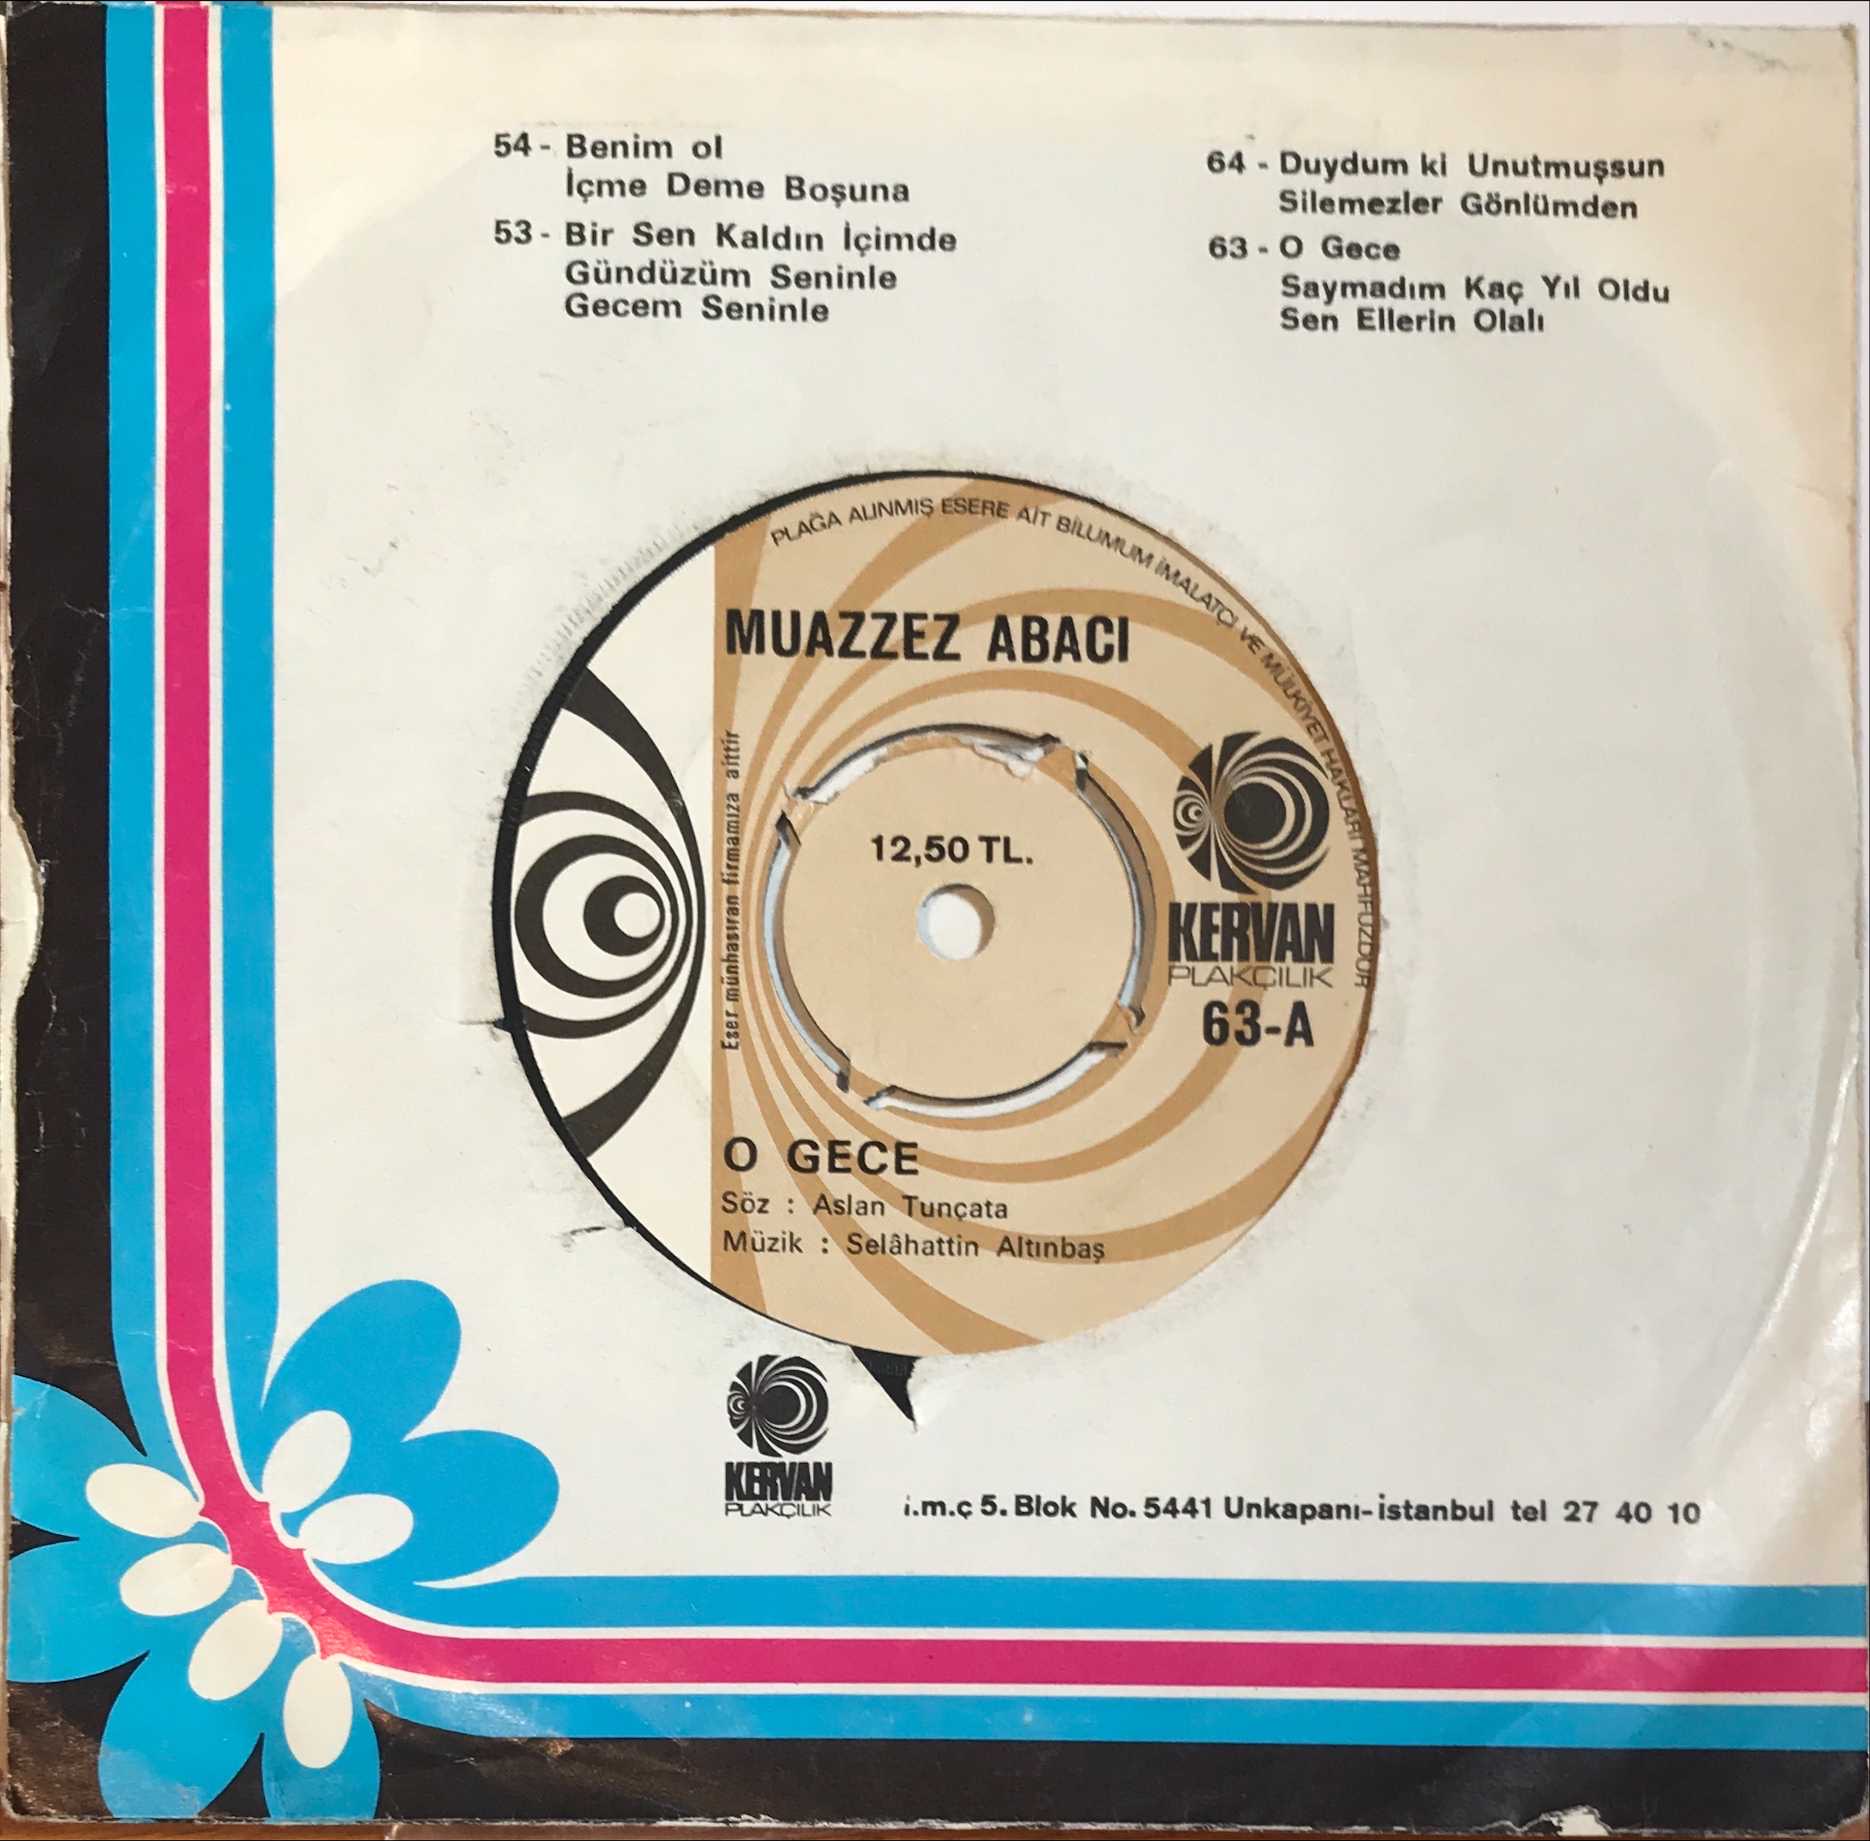 54 - Benim ol
İçme Deme Boşuna
53 - Bir Sen Kaldın İçimde
Gündüzüm Seninle
Gecem Seninle
64 - Duydum ki Unutmuşsun
Silemezler Gönlümden
63 - O Gece
Saymadım Kaç Yıl Oldu
Sen Ellerin Olalı
PLAĞA ALINMIŞ ESERE AİT BİLUMUM İMALATÇI VE MÜLKİYET HAKLARI MAHFUZDUR
MUAZZEZ ABACI
Eser münhasıran firmamıza aittir
12,50 TL.
KERVAN
PLAKÇILIK
63-A
O GECE
Söz : Aslan Tunçata
Müzik : Selâhattin Altınbaş
KERVAN
PLAKÇILIK
i.m.ç 5. Blok No. 5441 Unkapanı-istanbul tel 27 40 10